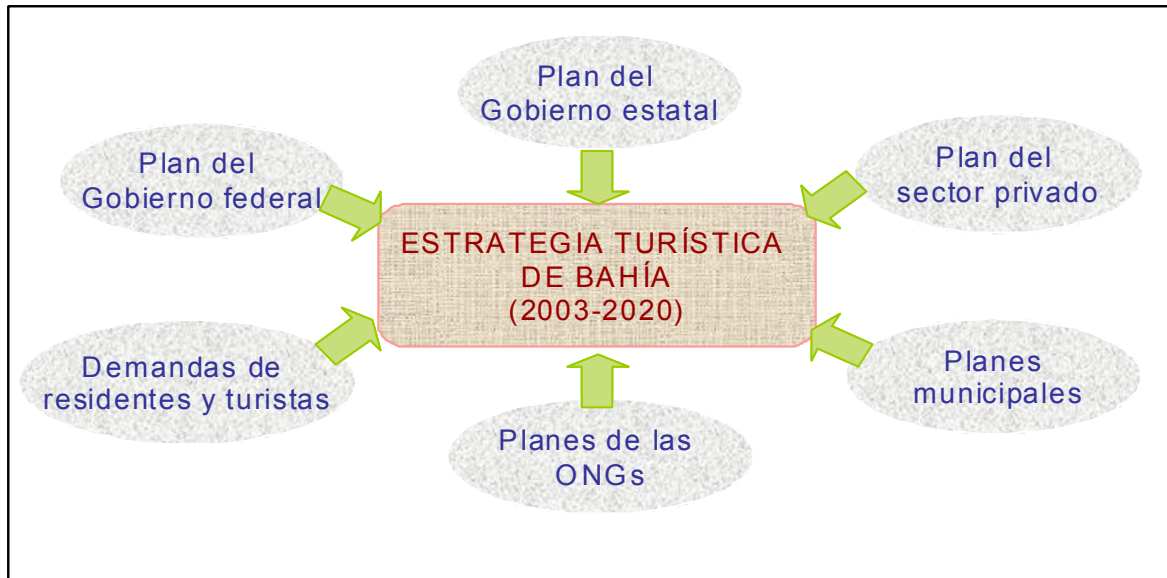 Plan del
Gobierno estatal
Plan del
Gobierno federal
Plan del
sector privado
ESTRATEGIA TURÍSTICA
DE BAHÍA
(2003-2020)
Demandas de
residentes y turistas
Planes
municipales
Planes de las
ONGs